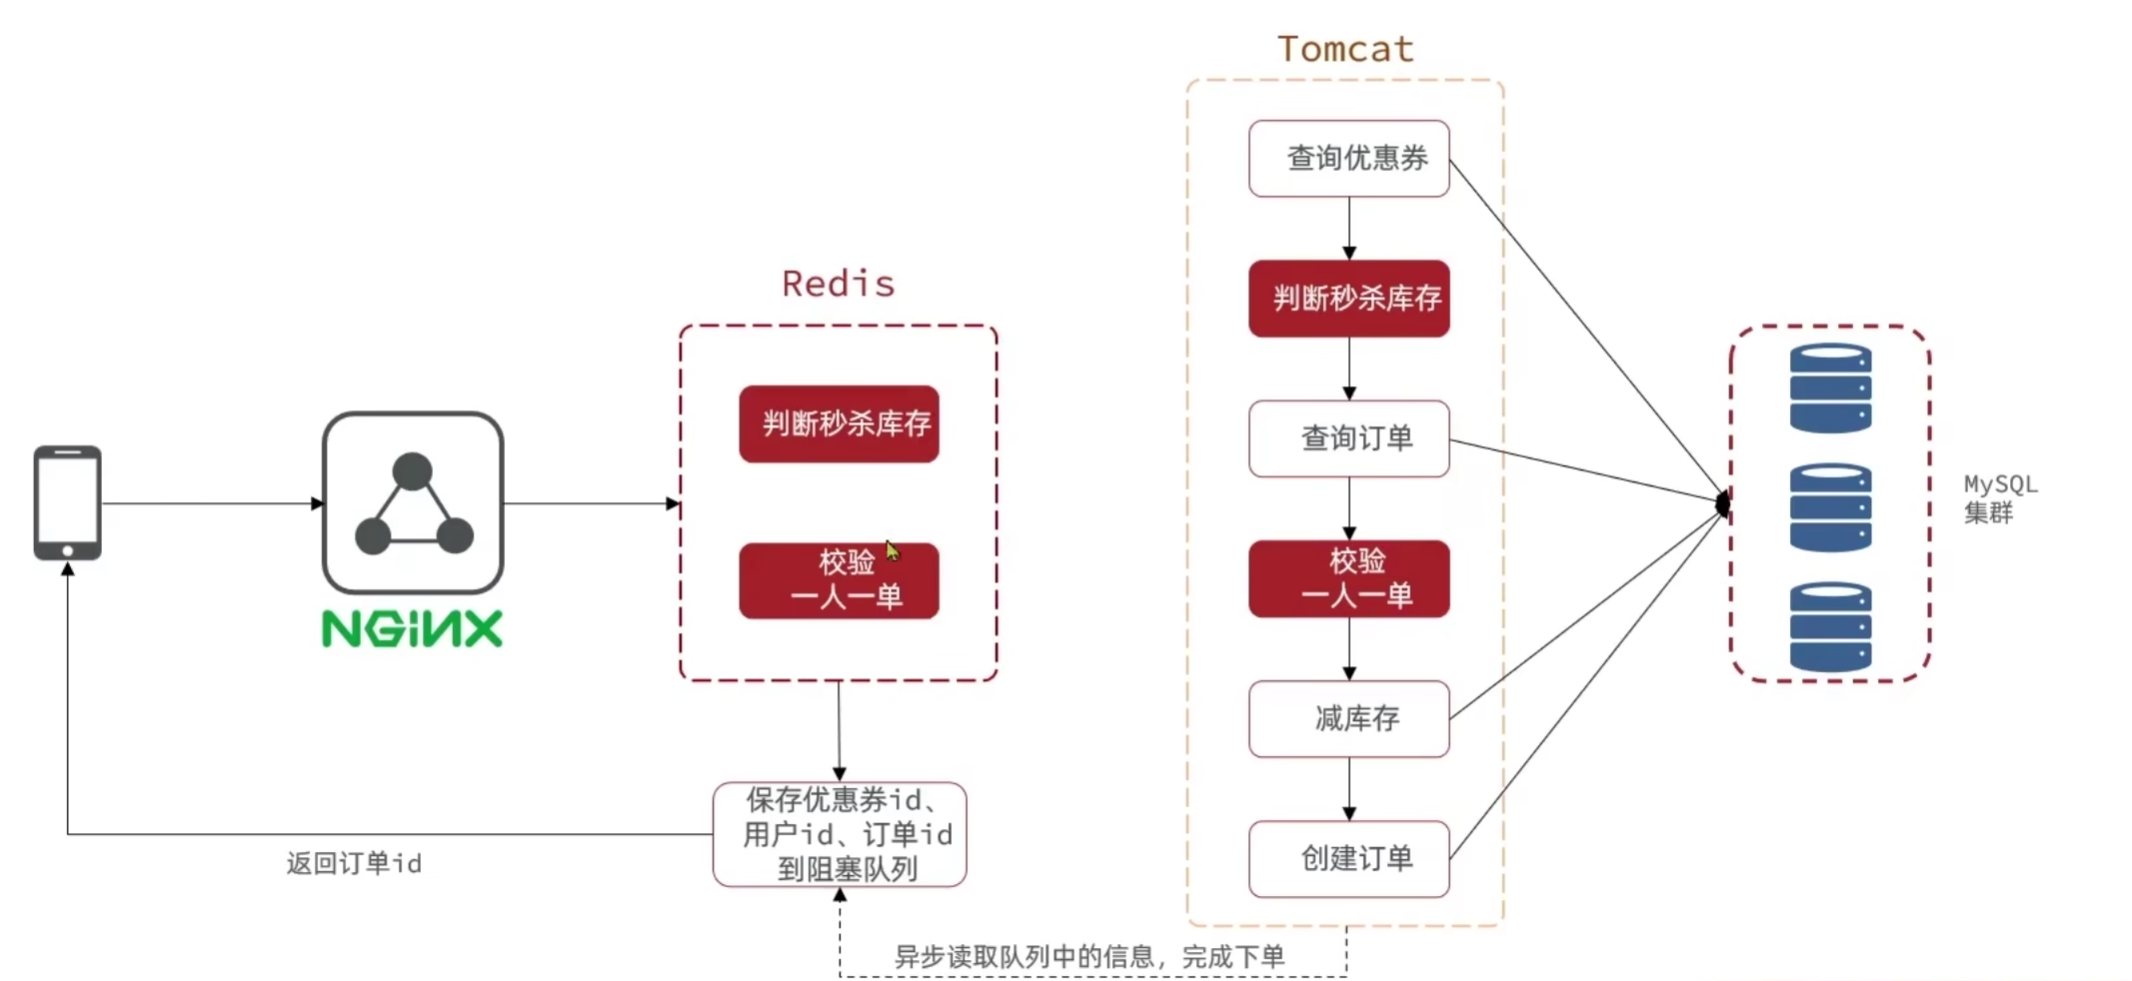 Tomcat
查询优惠券
判断秒杀库存
查询订单
校验
一人一单
减库存
创建订单
Redis
判断秒杀库存
校验
一人一单
NGiNX
MySQL
集群
保存优惠券id、
用户id、订单id
到阻塞队列
返回订单id
异步读取队列中的信息，完成下单